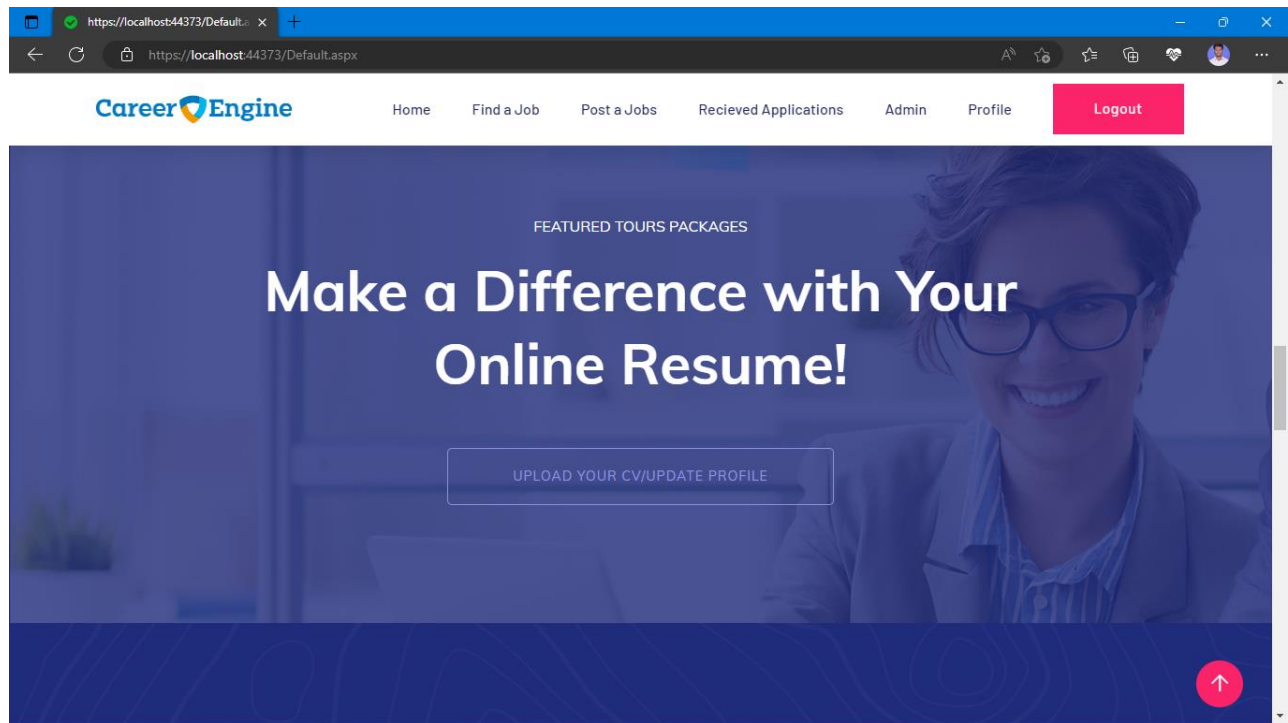 https://localhost:44373/Default.a
https://localhost:44373/Default.aspx
Career Engine
Home Find a Job Post a Jobs Recieved Applications Admin Profile Logout
FEATURED TOURS PACKAGES
Make a Difference with Your
Online Resume!
UPLOAD YOUR CV/UPDATE PROFILE